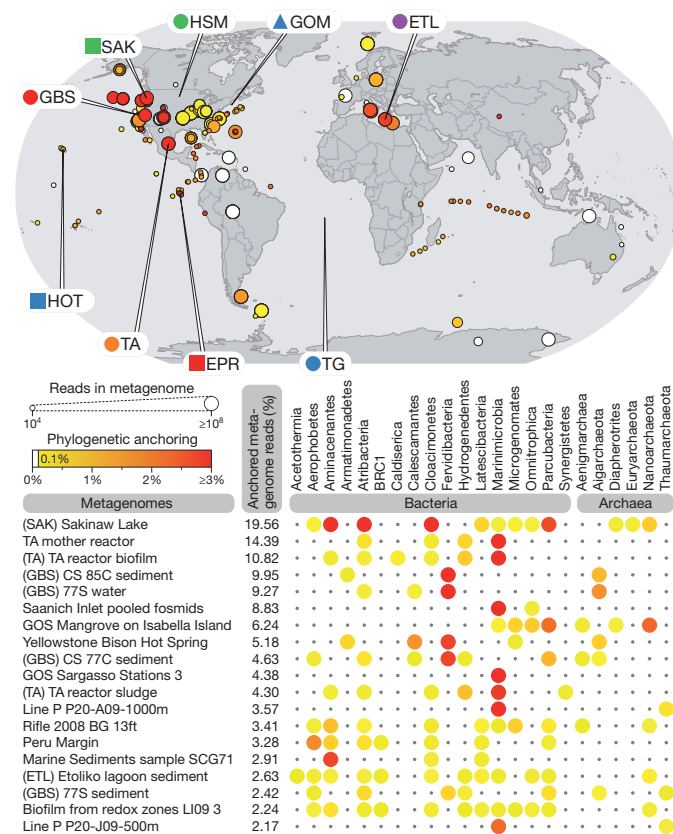 HSM
GOM
ETL
SAK
GBS
HOT
TA
EPR
TG
Reads in metagenome
10⁴
≥10⁸
Phylogenetic anchoring
0.1%
1%
2%
≥3%
Metagenomes
Anchored meta-
genome reads (%)
Acetothermia
Aerophobetes
Aminacenantes
Armatimonadetes
Atribacteria
BRC1
Caldiserica
Calescamantes
Cloacimonetes
Fervidibacteria
Hydrogenedentes
Latescibacteria
Marinimicrobia
Microgenomates
Omnitrophica
Parcubacteria
Synergistetes
Aenigmarchaea
Aigarchaeota
Diapherotrites
Euryarchaeota
Nanoarchaeota
Thaumarchaeota
Bacteria
Archaea
(SAK) Sakinaw Lake 19.56
TA mother reactor 14.39
(TA) TA reactor biofilm 10.82
(GBS) CS 85C sediment 9.95
(GBS) 77S water 9.27
Saanich Inlet pooled fosmids 8.83
GOS Mangrove on Isabella Island 6.24
Yellowstone Bison Hot Spring 5.18
(GBS) CS 77C sediment 4.63
GOS Sargasso Stations 3 4.38
(TA) TA reactor sludge 4.30
Line P P20-A09-1000m 3.57
Rifle 2008 BG 13ft 3.41
Peru Margin 3.28
Marine Sediments sample SCG71 2.91
(ETL) Etoliko lagoon sediment 2.63
(GBS) 77S sediment 2.42
Biofilm from redox zones LI09 3 2.24
Line P P20-J09-500m 2.17